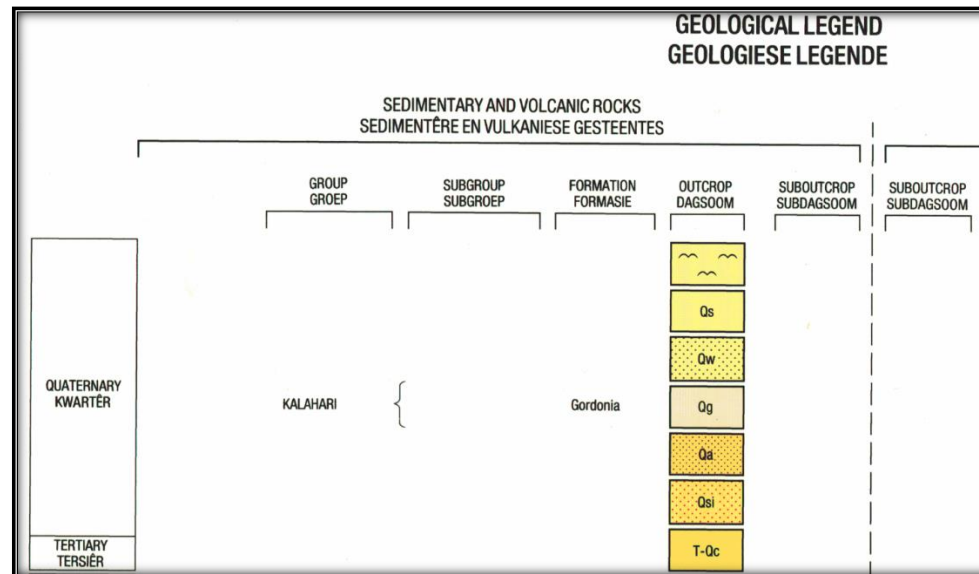 GEOLOGICAL LEGEND
GEOLOGIESE LEGENDE
SEDIMENTARY AND VOLCANIC ROCKS
SEDIMENTÊRE EN VULKANIESE GESTEENTES
GROUP
GROEP
SUBGROUP
SUBGROEP
FORMATION
FORMASIE
OUTCROP
DAGSOOM
SUBOUTCROP
SUBDAGSOOM
SUBOUTCROP
SUBDAGSOOM
QUATERNARY
KWARTÊR
KALAHARI
Gordonia
Qs
Qw
Qg
Qa
Qsi
TERTIARY
TERSIÊR
T-Qc